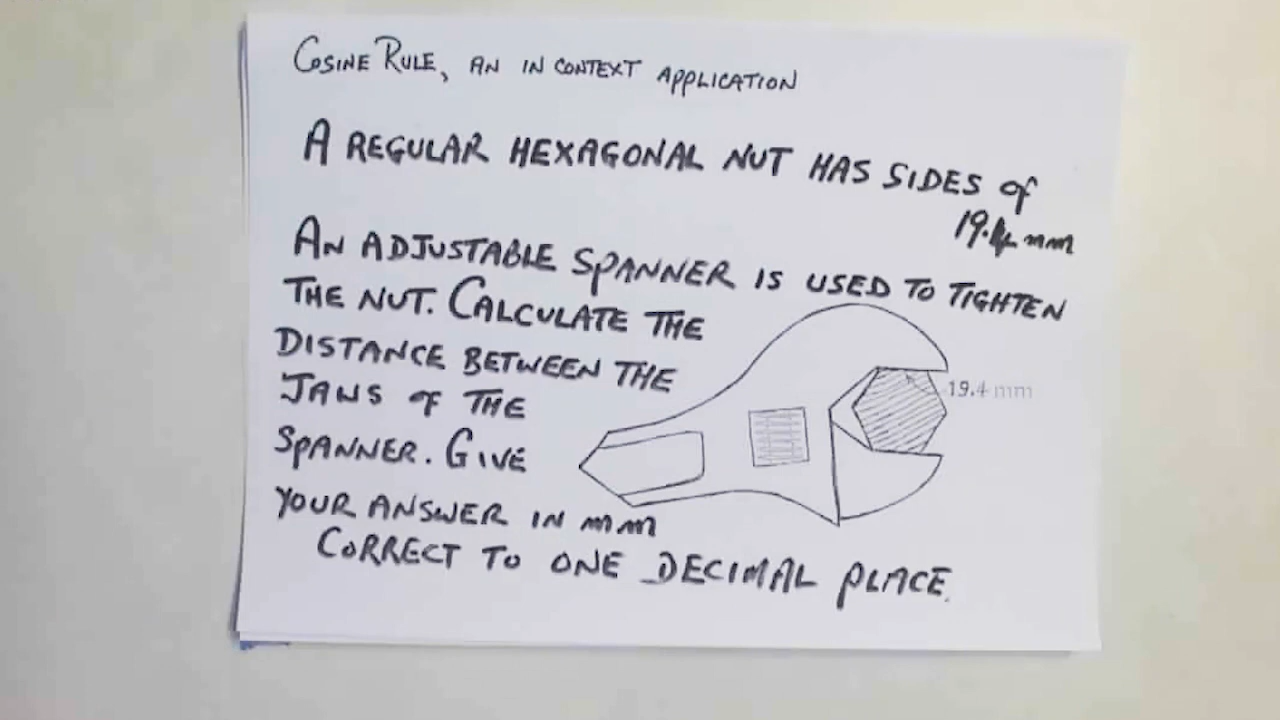 COSINE RULE, AN IN CONTEXT APPLICATION
A REGULAR HEXAGONAL NUT HAS SIDES Of
19.4 mm
AN ADJUSTABLE SPANNER IS USED TO TIGHTEN
THE NUT. CALCULATE THE
DISTANCE BETWEEN THE
JAWS Of THE
SPANNER. GIVE
YOUR ANSWER IN mm
CORRECT TO ONE DECIMAL PLACE.
19.4 mm